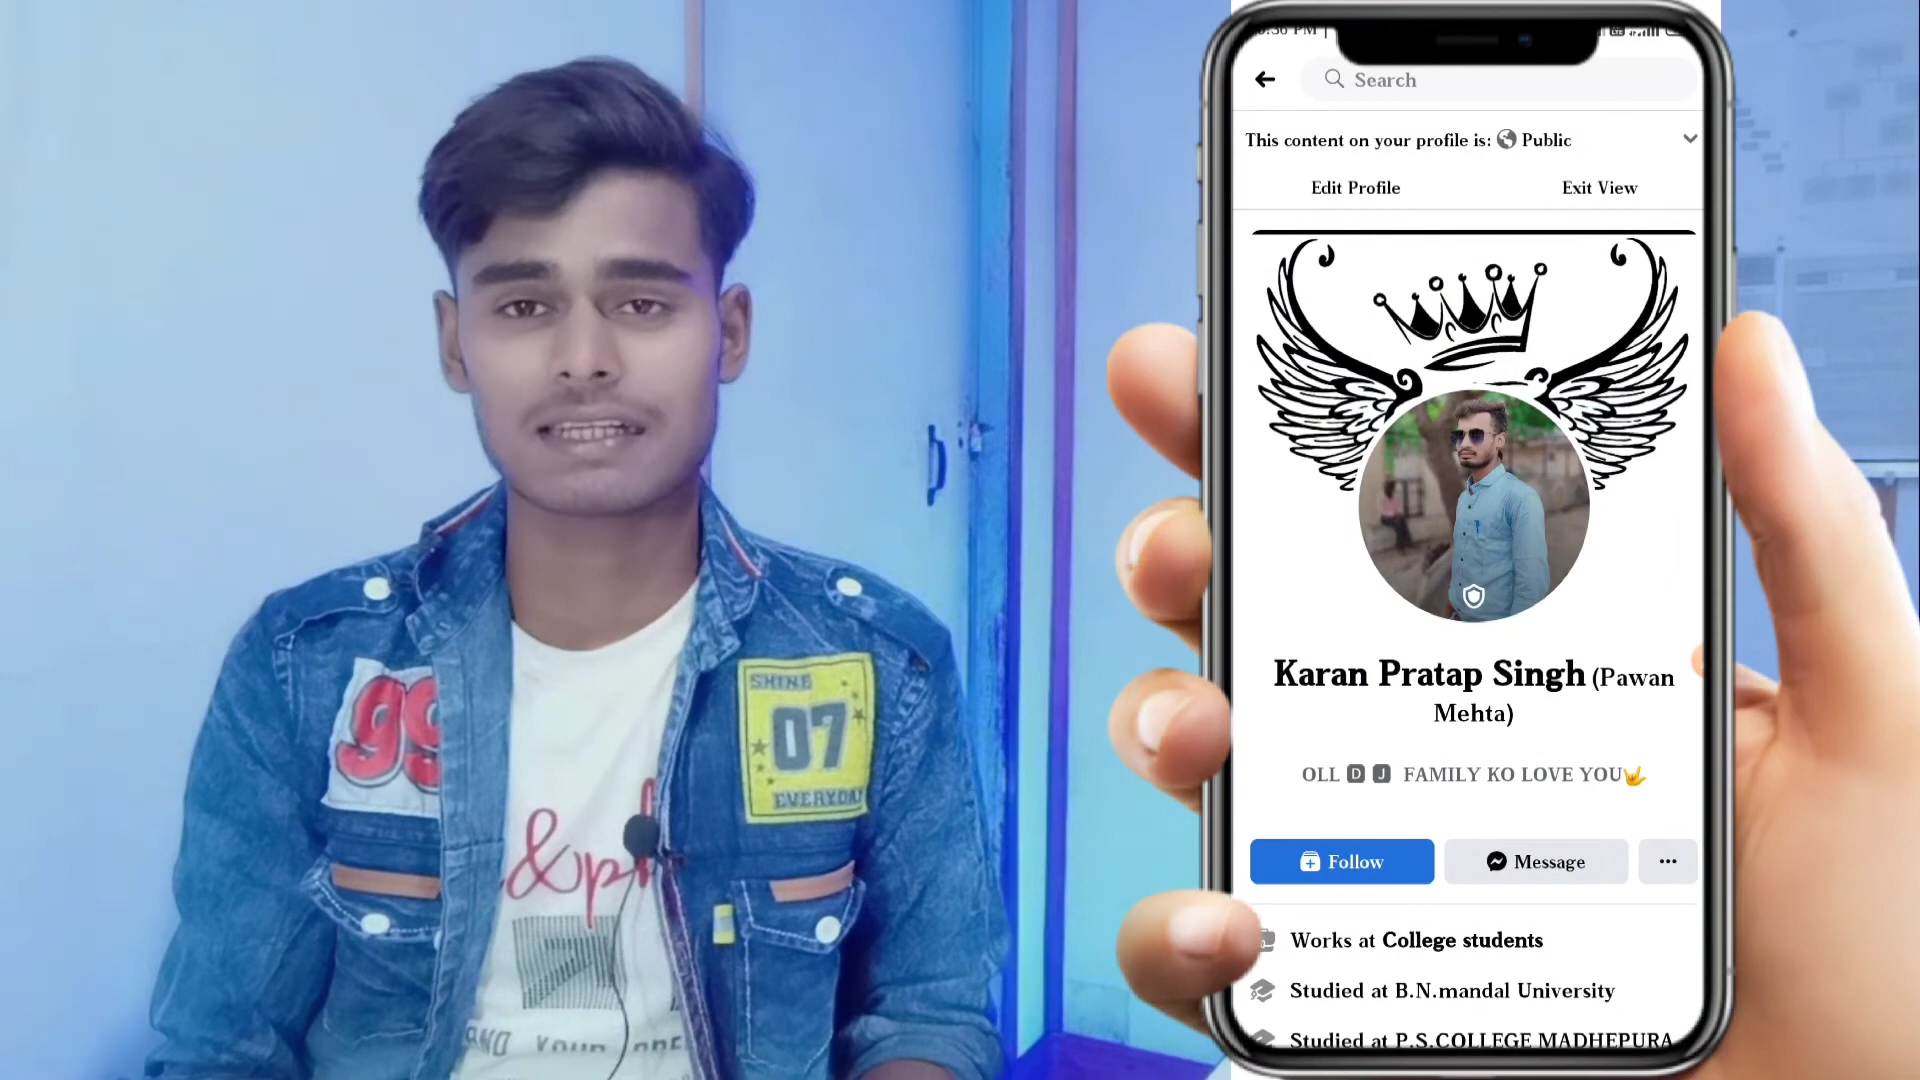 99
SHINE
07
EVERYDAY
&
Search
This content on your profile is: Public
Edit Profile
Exit View
Karan Pratap Singh (Pawan
Mehta)
OLL D J FAMILY KO LOVE YOU🤟
Follow
Message
Works at College students
Studied at B.N.mandal University
Studied at P.S.COLLEGE MADHEPURA